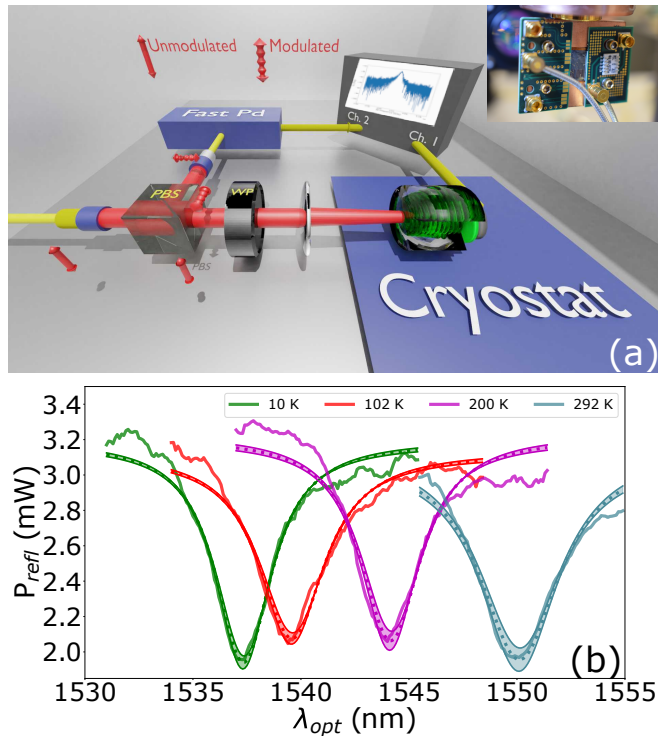 Unmodulated
Modulated
Fast Pd
Ch. 2
Ch. 1
PBS
WP
PBS
Cryostat
(a)
10 K
102 K
200 K
292 K
3.4
3.2
3.0
2.8
2.6
2.4
2.2
2.0
P_refl (mW)
(b)
1530
1535
1540
1545
1550
1555
λ_opt (nm)